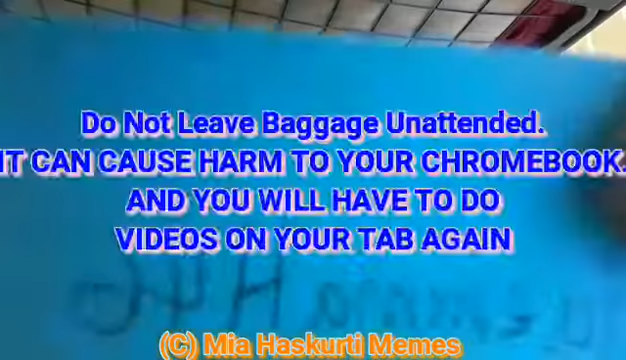 Do Not Leave Baggage Unattended.
IT CAN CAUSE HARM TO YOUR CHROMEBOOK.
AND YOU WILL HAVE TO DO
VIDEOS ON YOUR TAB AGAIN
(C) Mia Haskurti Memes